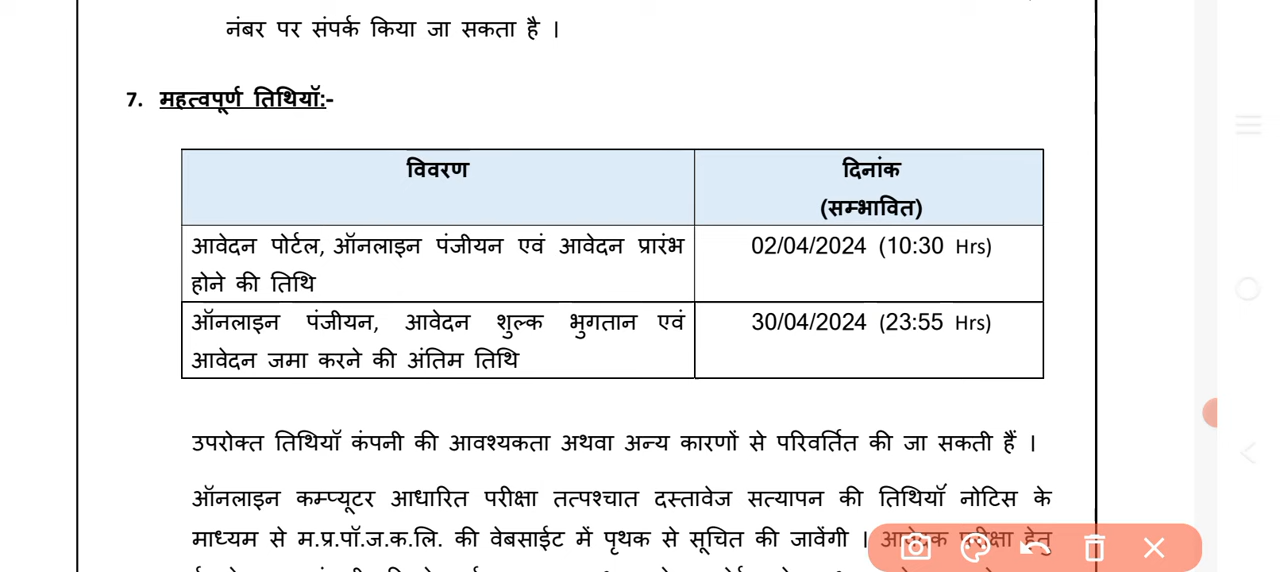 नंबर पर संपर्क किया जा सकता है ।
7. महत्वपूर्ण तिथियॉ:-
विवरण
दिनांक
(सम्भावित)
आवेदन पोर्टल, ऑनलाइन पंजीयन एवं आवेदन प्रारंभ
होने की तिथि
02/04/2024 (10:30 Hrs)
ऑनलाइन पंजीयन, आवेदन शुल्क भुगतान एवं
आवेदन जमा करने की अंतिम तिथि
30/04/2024 (23:55 Hrs)
उपरोक्त तिथियॉ कंपनी की आवश्यकता अथवा अन्य कारणों से परिवर्तित की जा सकती हैं ।
ऑनलाइन कम्प्यूटर आधारित परीक्षा तत्पश्चात दस्तावेज सत्यापन की तिथियॉ नोटिस के
माध्यम से म.प्र.पॉ.ज.क.लि. की वेबसाईट में पृथक से सूचित की जावेंगी । आवेदक परीक्षा हेतु